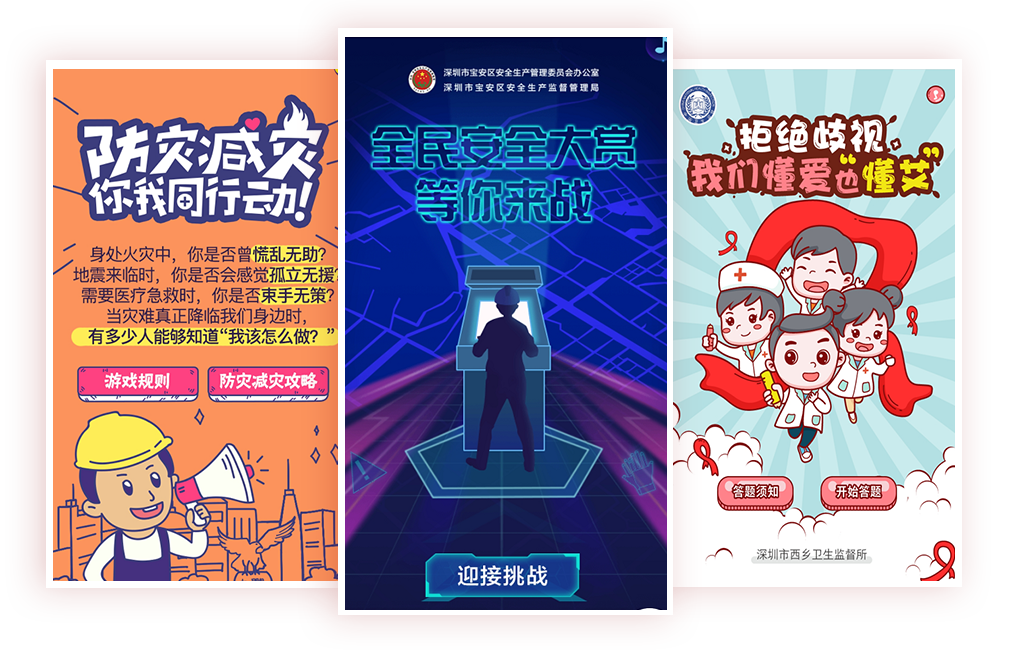 防灾减灾
你我同行动!
身处火灾中，你是否曾慌乱无助?
地震来临时，你是否会感觉孤立无援?
需要医疗急救时，你是否束手无策?
当灾难真正降临我们身边时，
有多少人能够知道“我该怎么做？”
游戏规则
防灾减灾攻略
深圳市宝安区安全生产管理委员会办公室
深圳市宝安区安全生产监督管理局
全民安全大赏
等你来战
迎接挑战
拒绝歧视
我们懂爱也“懂艾”
答题须知
开始答题
深圳市西乡卫生监督所